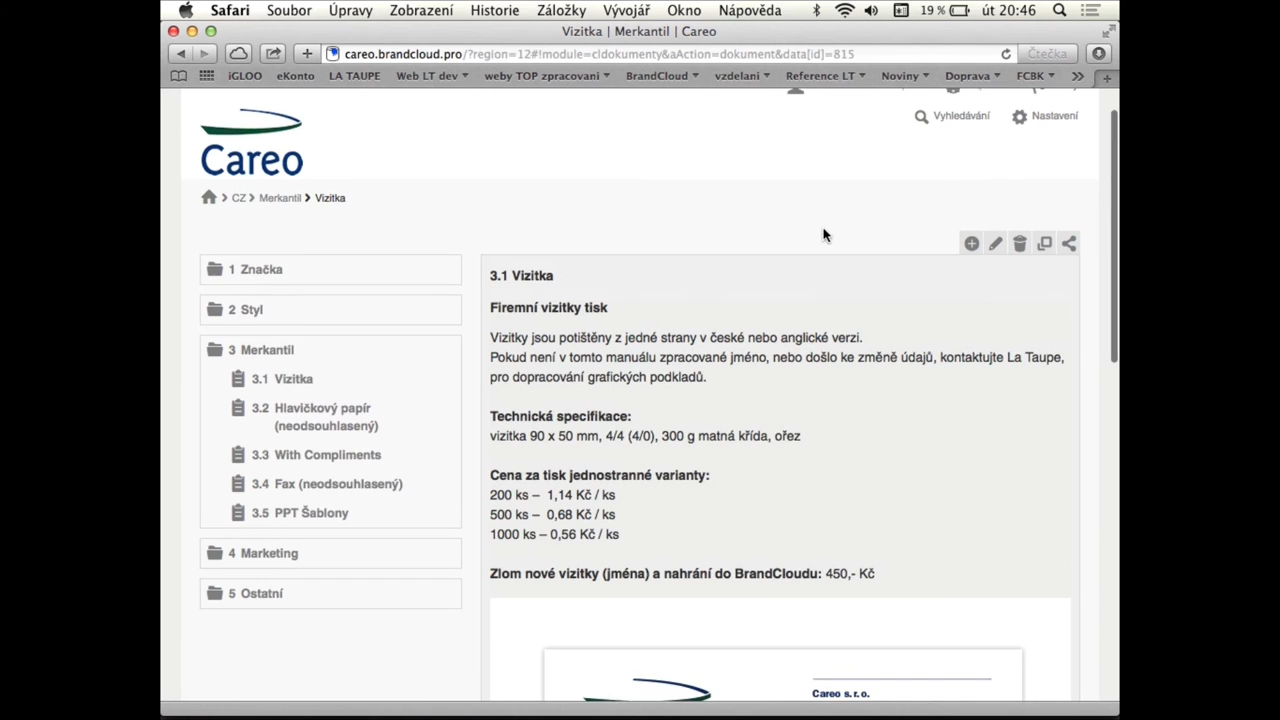 Safari Soubor Úpravy Zobrazení Historie Záložky Vývojář Okno Nápověda 19 % út 20:46
Vizitka | Merkantil | Careo
careo.brandcloud.pro/?region=12#!module=cldokumenty&aAction=dokument&data[id]=815 Čtečka
iGLOO eKonto LA TAUPE Web LT dev weby TOP zpracovani BrandCloud vzdelani Reference LT Noviny Doprava FCBK
Vyhledávání Nastavení
Careo
CZ Merkantil Vizitka
1 Značka
2 Styl
3 Merkantil
3.1 Vizitka
3.2 Hlavičkový papír
(neodsouhlasený)
3.3 With Compliments
3.4 Fax (neodsouhlasený)
3.5 PPT Šablony
4 Marketing
5 Ostatní
3.1 Vizitka
Firemní vizitky tisk
Vizitky jsou potištěny z jedné strany v české nebo anglické verzi.
Pokud není v tomto manuálu zpracované jméno, nebo došlo ke změně údajů, kontaktujte La Taupe,
pro dopracování grafických podkladů.
Technická specifikace:
vizitka 90 x 50 mm, 4/4 (4/0), 300 g matná křída, ořez
Cena za tisk jednostranné varianty:
200 ks – 1,14 Kč / ks
500 ks – 0,68 Kč / ks
1000 ks – 0,56 Kč / ks
Zlom nové vizitky (jména) a nahrání do BrandCloudu: 450,- Kč
Careo s. r. o.